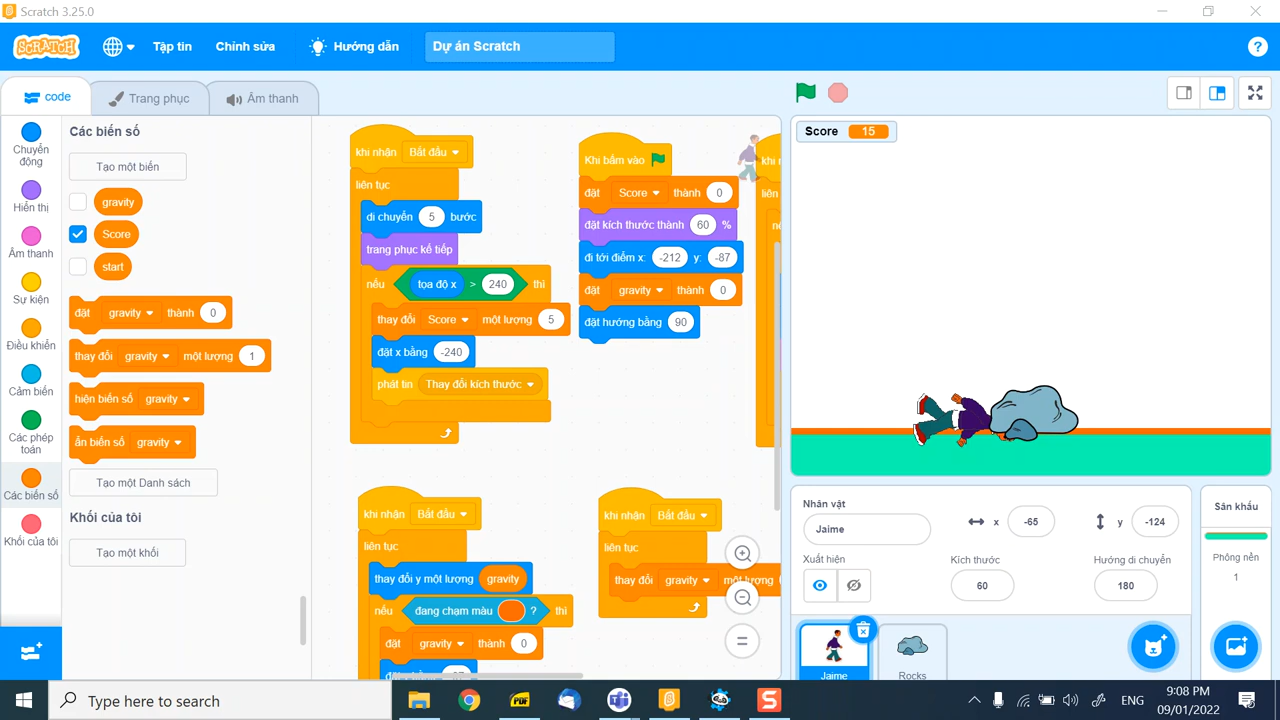 Scratch 3.25.0
SCRATCH
Tập tin
Chỉnh sửa
Hướng dẫn
Dự án Scratch
?
code
Trang phục
Âm thanh
Chuyển động
Hiển thị
Âm thanh
Sự kiện
Điều khiển
Cảm biến
Các phép toán
Các biến số
Khối của tôi
Các biến số
Tạo một biến
gravity
Score
start
đặt gravity thành 0
thay đổi gravity một lượng 1
hiện biến số gravity
ẩn biến số gravity
Tạo một Danh sách
Khối của tôi
Tạo một khối
khi nhận Bắt đầu
liên tục
di chuyển 5 bước
trang phục kế tiếp
nếu tọa độ x > 240 thì
thay đổi Score một lượng 5
đặt x bằng -240
phát tin Thay đổi kích thước
Khi bấm vào
đặt Score thành 0
đặt kích thước thành 60 %
đi tới điểm x: -212 y: -87
đặt gravity thành 0
đặt hướng bằng 90
khi nhận Bắt đầu
liên tục
thay đổi y một lượng gravity
nếu đang chạm màu ? thì
đặt gravity thành 0
khi nhận Bắt đầu
liên tục
thay đổi gravity một lượng
Score 15
Nhân vật
Jaime
x -65
y -124
Xuất hiện
Kích thước
60
Hướng di chuyển
180
Jaime
Rocks
Sân khấu
Phông nền
1
Type here to search
ENG
9:08 PM
09/01/2022